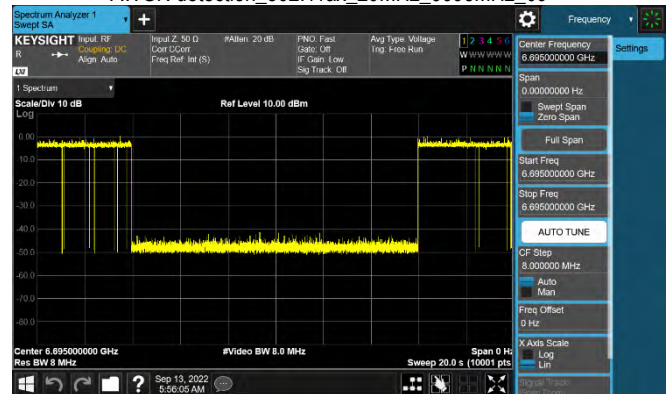 Spectrum Analyzer 1
Swept SA
Frequency
KEYSIGHT
R
LXI
Input: RF
Coupling: DC
Align: Auto
Input Z: 50 Ω
Corr CCorr
Freq Ref: Int (S)
#Atten: 20 dB
PNO: Fast
Gate: Off
IF Gain: Low
Sig Track: Off
Avg Type: Voltage
Trig: Free Run
1 2 3 4 5 6
W W W W W W
P N N N N N
Center Frequency
6.695000000 GHz
Settings
Span
0.00000000 Hz
Swept Span
Zero Span
Full Span
Start Freq
6.695000000 GHz
Stop Freq
6.695000000 GHz
AUTO TUNE
CF Step
8.000000 MHz
Auto
Man
Freq Offset
0 Hz
X Axis Scale
Log
Lin
1 Spectrum
Scale/Div 10 dB
Ref Level 10.00 dBm
Log
0.00
-10.0
-20.0
-30.0
-40.0
-50.0
-60.0
-70.0
-80.0
Center 6.695000000 GHz
#Video BW 8.0 MHz
Span 0 Hz
Res BW 8 MHz
Sweep 20.0 s (10001 pts
?
Sep 13, 2022
5:56:05 AM